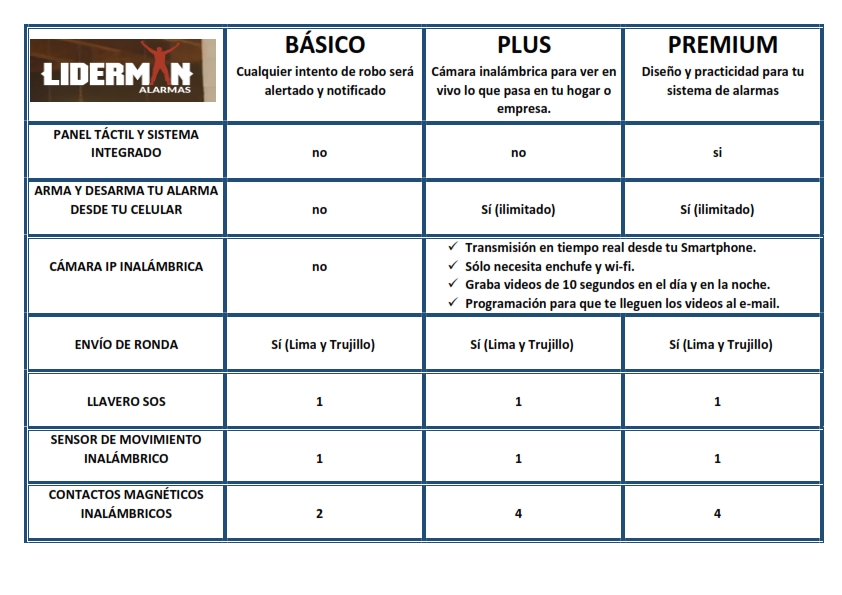 LIDERMAN
ALARMAS
BÁSICO
Cualquier intento de robo será
alertado y notificado
PLUS
Cámara inalámbrica para ver en
vivo lo que pasa en tu hogar o
empresa.
PREMIUM
Diseño y practicidad para tu
sistema de alarmas
PANEL TÁCTIL Y SISTEMA
INTEGRADO
no
no
si
ARMA Y DESARMA TU ALARMA
DESDE TU CELULAR
no
Sí (ilimitado)
Sí (ilimitado)
CÁMARA IP INALÁMBRICA
no
✓ Transmisión en tiempo real desde tu Smartphone.
✓ Sólo necesita enchufe y wi-fi.
✓ Graba videos de 10 segundos en el día y en la noche.
✓ Programación para que te lleguen los videos al e-mail.
ENVÍO DE RONDA
Sí (Lima y Trujillo)
Sí (Lima y Trujillo)
Sí (Lima y Trujillo)
LLAVERO SOS
1
1
1
SENSOR DE MOVIMIENTO
INALÁMBRICO
1
1
1
CONTACTOS MAGNÉTICOS
INALÁMBRICOS
2
4
4